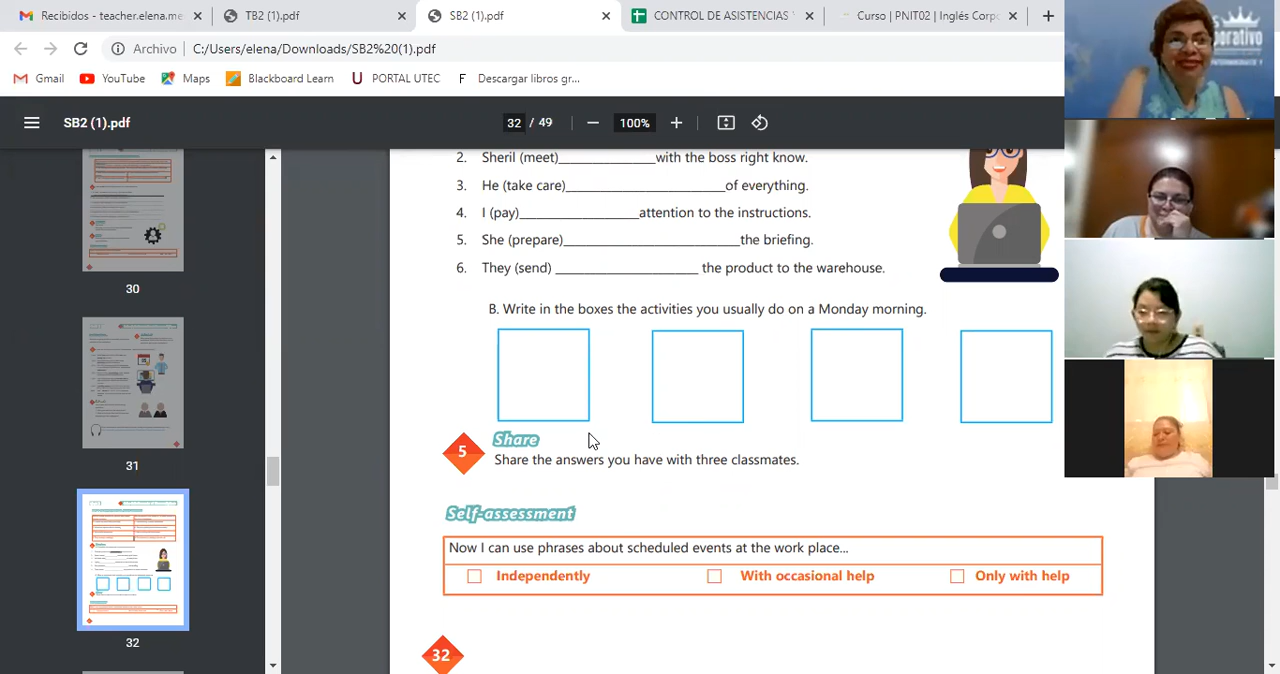 Recibidos - teacher.elena.me
TB2 (1).pdf
SB2 (1).pdf
CONTROL DE ASISTENCIAS
Curso | PNIT02 | Inglés Corpo
Archivo
C:/Users/elena/Downloads/SB2%20(1).pdf
Gmail
YouTube
Maps
Blackboard Learn
U PORTAL UTEC
F Descargar libros gr...
SB2 (1).pdf
32 / 49
100%
2. Sheril (meet)______________with the boss right know.
3. He (take care)_______________________of everything.
4. I (pay)_________________attention to the instructions.
5. She (prepare)_________________________the briefing.
6. They (send) ____________________ the product to the warehouse.
B. Write in the boxes the activities you usually do on a Monday morning.
5
Share
Share the answers you have with three classmates.
Self-assessment
Now I can use phrases about scheduled events at the work place...
Independently
With occasional help
Only with help
32
30
31
32